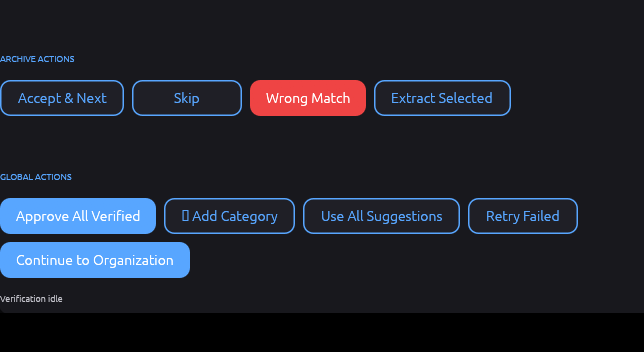 ARCHIVE ACTIONS
Accept & Next Skip Wrong Match Extract Selected
GLOBAL ACTIONS
Approve All Verified Add Category Use All Suggestions Retry Failed
Continue to Organization
Verification idle